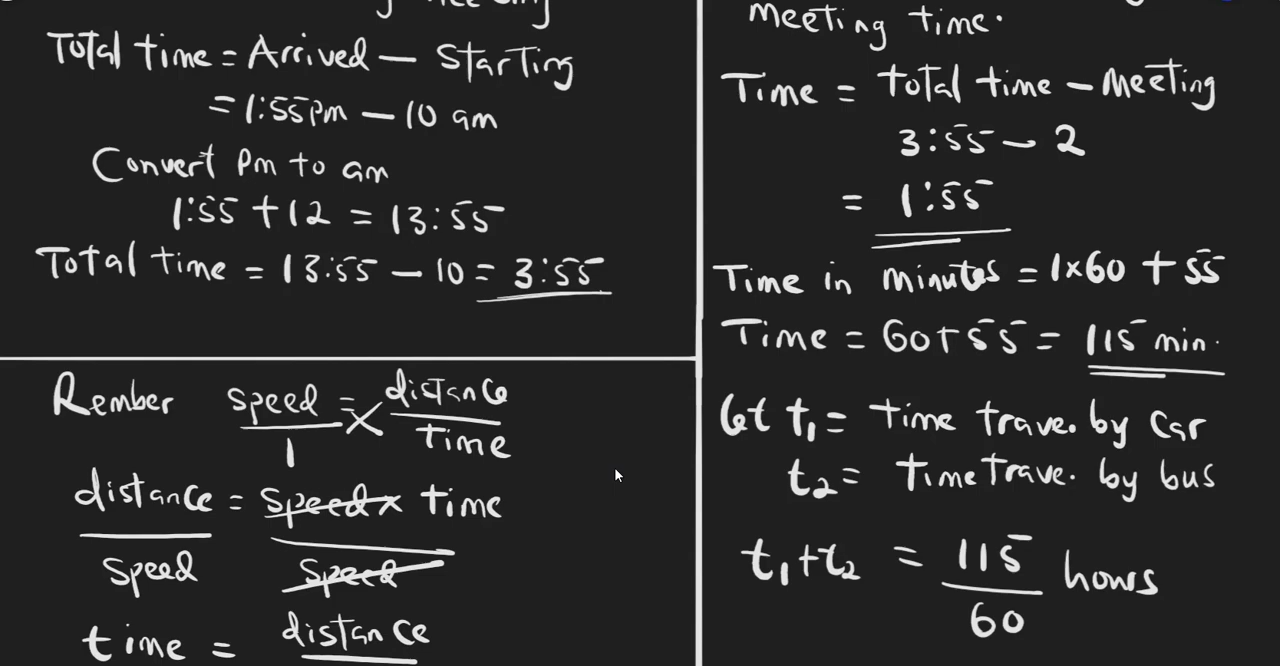 Total time = Arrived — Starting
= 1:55pm — 10 am
Convert Pm to am
1:55 + 12 = 13:55
Total time = 13:55 — 10 = 3:55
Rember speed/1 = distance/time
distance/speed = speed x time/speed
time = distance
meeting time.
Time = total time — meeting
3:55 — 2
= 1:55
Time in minutes = 1x60 + 55
Time = 60+55 = 115 min.
let t1 = time trave. by car
t2 = time trave. by bus
t1+t2 = 115/60 hours